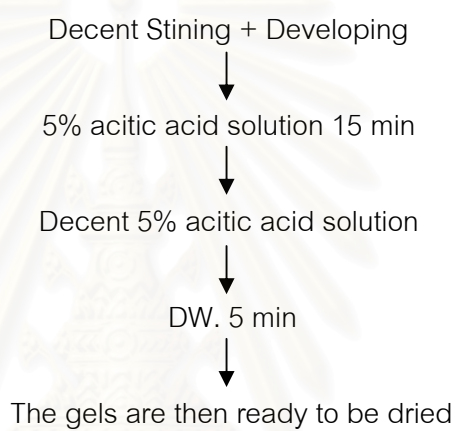 Decent Stining + Developing
5% acitic acid solution 15 min
Decent 5% acitic acid solution
DW. 5 min
The gels are then ready to be dried